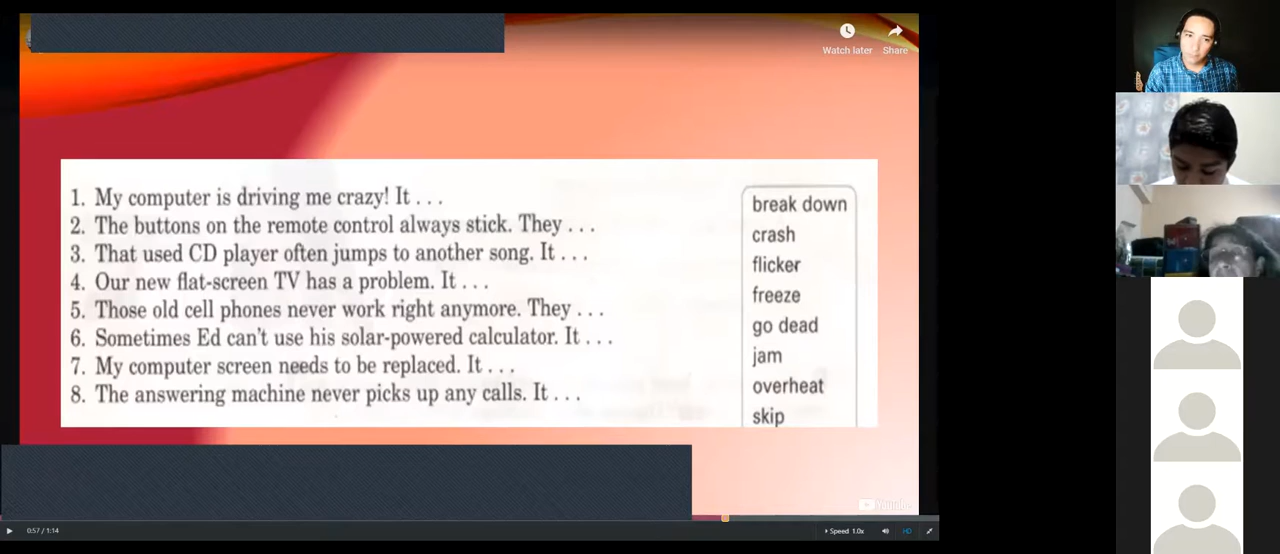 Watch later
Share
1. My computer is driving me crazy! It . . .
2. The buttons on the remote control always stick. They . . .
3. That used CD player often jumps to another song. It . . .
4. Our new flat-screen TV has a problem. It . . .
5. Those old cell phones never work right anymore. They . . .
6. Sometimes Ed can't use his solar-powered calculator. It . . .
7. My computer screen needs to be replaced. It . . .
8. The answering machine never picks up any calls. It . . .
break down
crash
flicker
freeze
go dead
jam
overheat
skip
YouTube
0:57 / 1:14
Speed 1.0x
HD